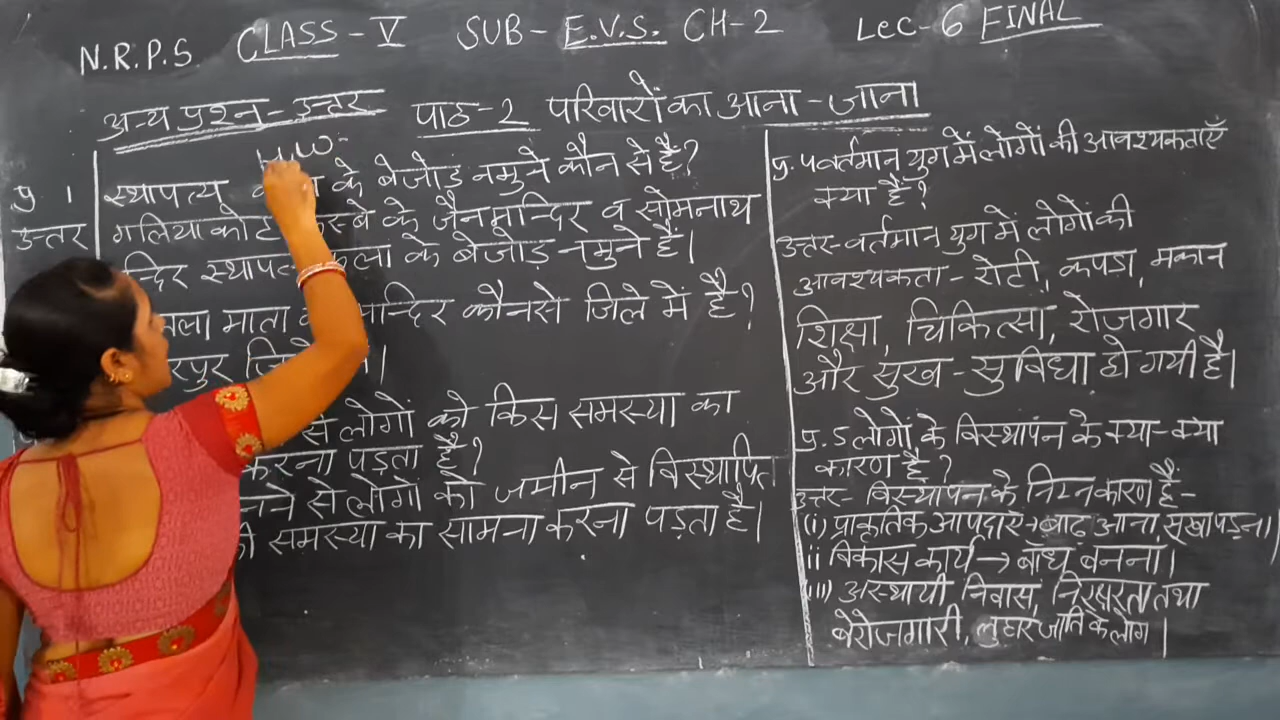 N.R.P.S. CLASS-V SUB-E.V.S. CH-2 Lec-6 FINAL
अन्य प्रश्न-उत्तर पाठ-2 परिवारों का आना-जाना
H.W:-
प्र. 1 स्थापत्य के बेजोड़ नमुने कौन से हैं?
उत्तर गलियाकोट कस्बे के जैन मन्दिर व सोमनाथ
न्दिर स्थापत्य कला के बेजोड़ नमुने हैं।
माता मन्दिर कौनसे जिले में है?
रपुर
से लोगों को किस समस्या का
करना पड़ता है?
नने से लोगों को जमीन से विस्थापित
की समस्या का सामना करना पड़ता है।
प्र. 4 वर्तमान युग में लोगों की आवश्यकताएँ
क्या है?
उत्तर- वर्तमान युग में लोगों की
आवश्यकता - रोटी, कपडा, मकान
शिक्षा, चिकित्सा, रोजगार
और सुख-सुविधा हो गयी है।
प्र. 5 लोगों के विस्थापन के क्या-क्या
कारण है?
उत्तर- विस्थापन के निम्न कारण हैं-
(i) प्राकृतिक आपदाएं→ बाढ आना, सूखा पड़ना।
ii विकास कार्य → बाँध बनना।
(iii) अस्थायी निवास, निरक्षरता तथा
बेरोजगारी, लुहार जाति के लोग।